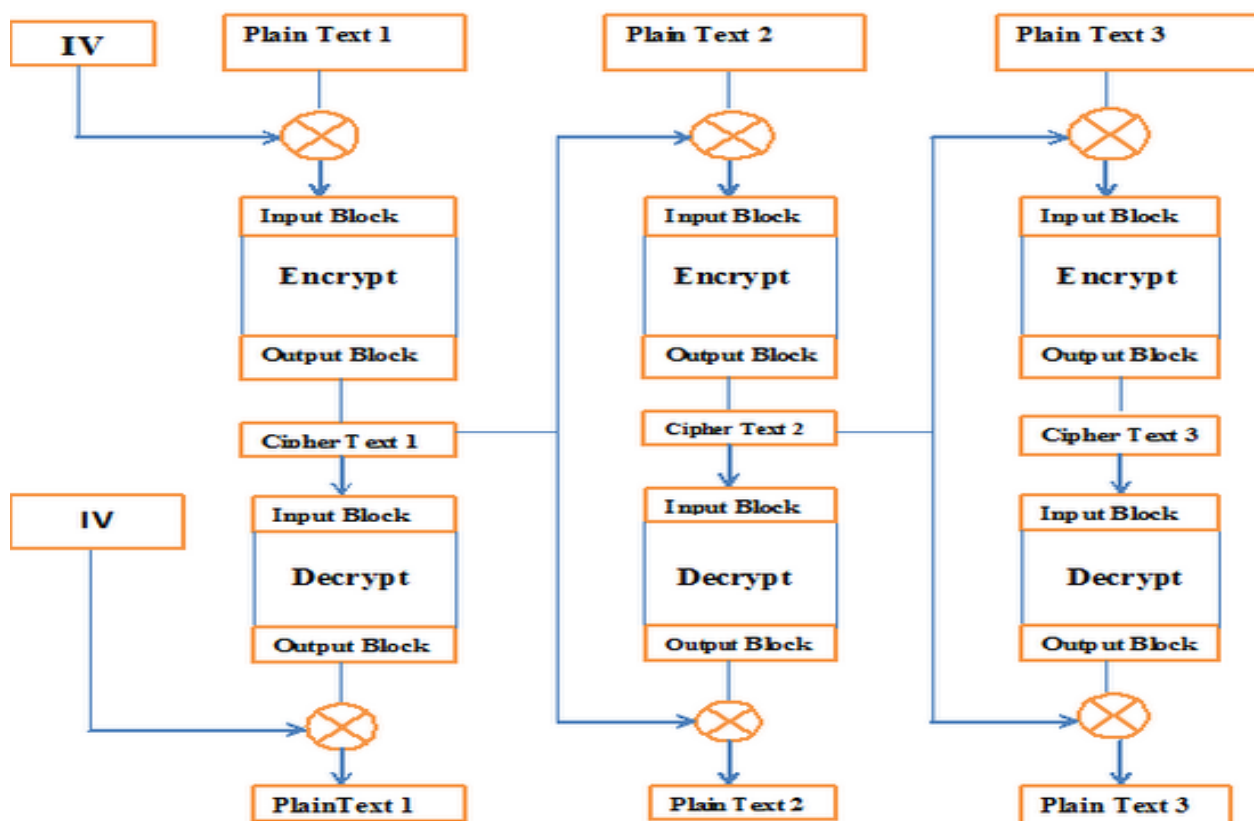 IV
Plain Text 1
Plain Text 2
Plain Text 3
Input Block
Input Block
Input Block
Encrypt
Encrypt
Encrypt
Output Block
Output Block
Output Block
Cipher Text 1
Cipher Text 2
Cipher Text 3
IV
Input Block
Input Block
Input Block
Decrypt
Decrypt
Decrypt
Output Block
Output Block
Output Block
PlainText 1
Plain Text 2
Plain Text 3